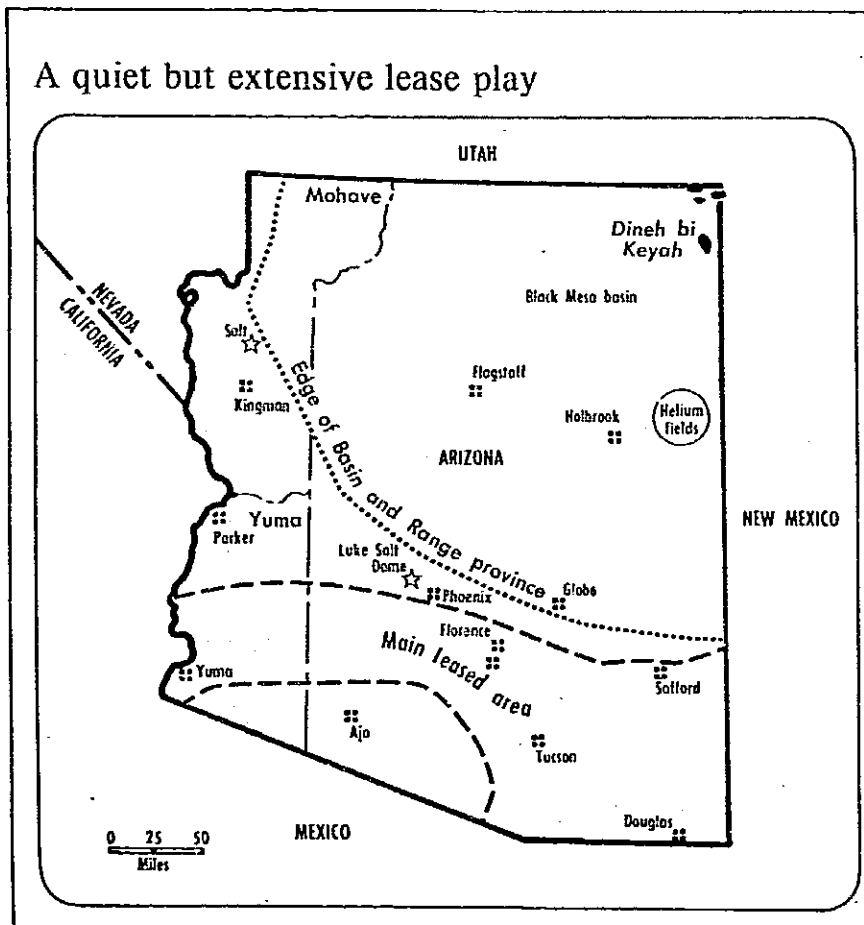 A quiet but extensive lease play
UTAH
Mohave
Dineh bi
Keyah
Black Mesa basin
NEVADA
CALIFORNIA
Salt
Kingman
Flagstaff
Holbrook
Helium
fields
Edge of Basin and Range province
ARIZONA
NEW MEXICO
Parker
Yuma
Luke Salt
Dome
Phoenix
Globe
Florence
Main leased area
Yuma
Safford
Ajo
Tucson
Douglas
MEXICO
0 25 50
Miles